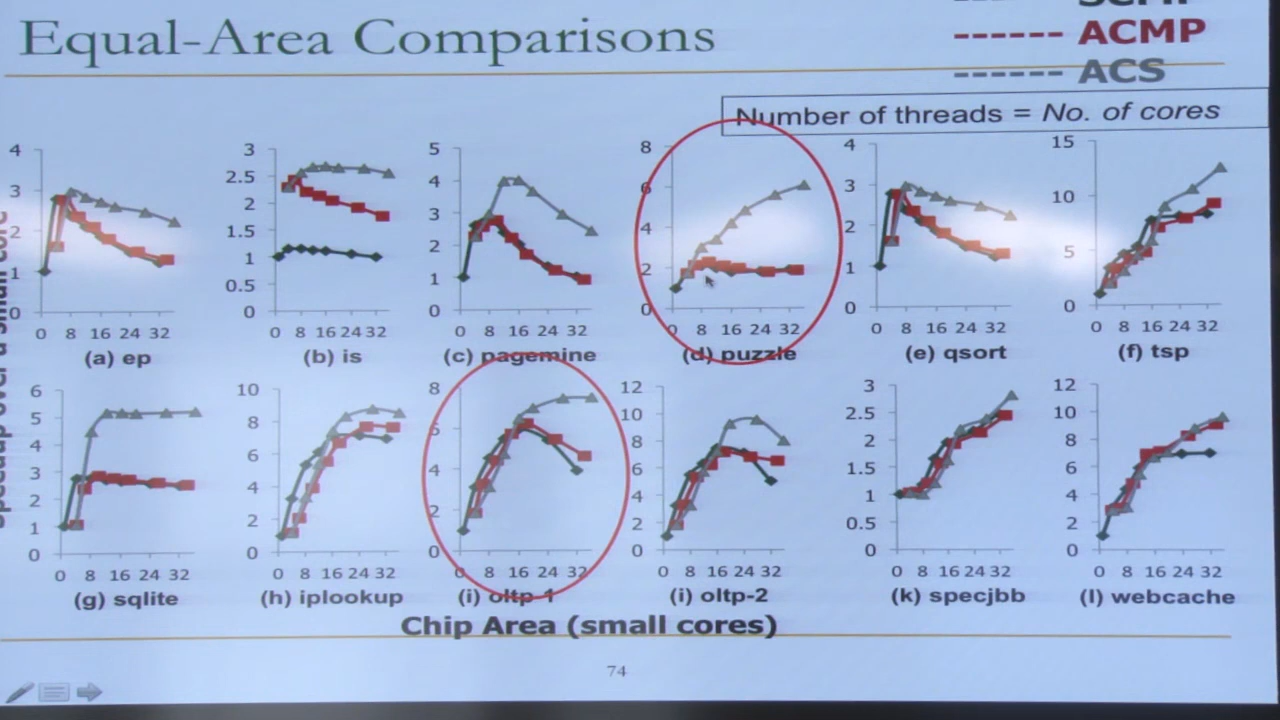 Equal-Area Comparisons
ACMP
ACS
Number of threads = No. of cores
4
3
2
1
0
0 8 16 24 32
(a) ep
3
2.5
2
1.5
1
0.5
0
0 8 16 24 32
(b) is
5
4
3
2
1
0
0 8 16 24 32
(c) pagemine
8
6
4
2
0
0 8 16 24 32
(d) puzzle
4
3
2
1
0
0 8 16 24 32
(e) qsort
15
10
5
0
0 8 16 24 32
(f) tsp
6
5
4
3
2
1
0
0 8 16 24 32
(g) sqlite
10
8
6
4
2
0
0 8 16 24 32
(h) iplookup
8
6
4
2
0
0 8 16 24 32
(i) oltp-1
12
10
8
6
4
2
0
0 8 16 24 32
(i) oltp-2
3
2.5
2
1.5
1
0.5
0
0 8 16 24 32
(k) specjbb
12
10
8
6
4
2
0
0 8 16 24 32
(l) webcache
Chip Area (small cores)
74